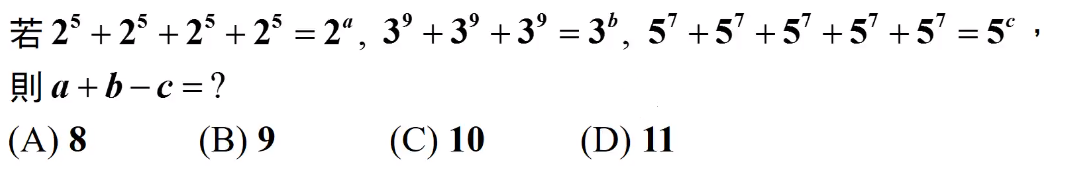 若 2⁵ + 2⁵ + 2⁵ + 2⁵ = 2ᵃ, 3⁹ + 3⁹ + 3⁹ = 3ᵇ, 5⁷ + 5⁷ + 5⁷ + 5⁷ + 5⁷ = 5ᶜ，
則 a + b − c = ?
(A) 8 (B) 9 (C) 10 (D) 11